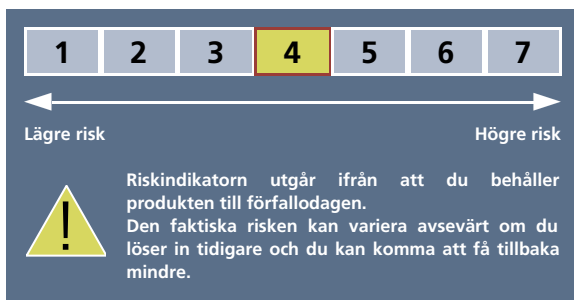 1 2 3 4 5 6 7
Lägre risk Högre risk
Riskindikatorn utgår ifrån att du behåller
produkten till förfallodagen.
Den faktiska risken kan variera avsevärt om du
löser in tidigare och du kan komma att få tillbaka
mindre.